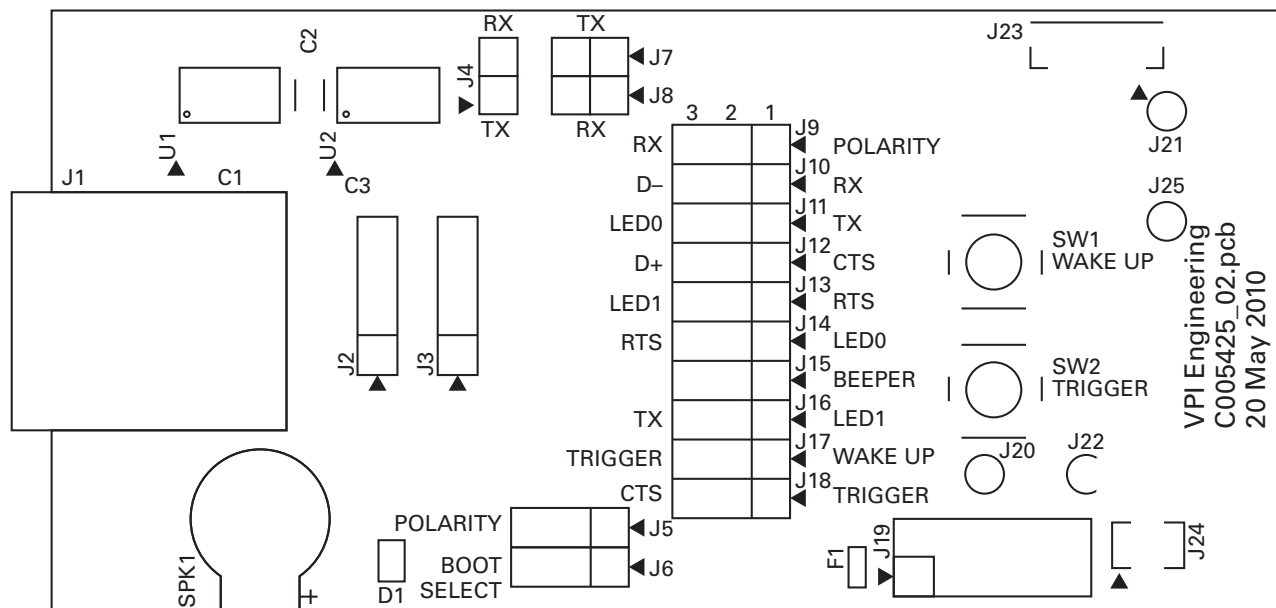 RX
TX
J23
C2
J7
J4
J8
TX
RX
3 2 1
U1
U2
J9
RX
POLARITY
J21
J1
C1
C3
J10
D–
RX
J25
J11
LED0
TX
J12
D+
CTS
SW1
WAKE UP
J13
LED1
RTS
J14
RTS
LED0
J2
J3
J15
BEEPER
SW2
TRIGGER
J16
TX
LED1
VPI Engineering
C005425_02.pcb
20 May 2010
J17
TRIGGER
WAKE UP
J20
J22
J18
CTS
TRIGGER
POLARITY
J5
BOOT
SELECT
J6
SPK1
+
D1
F1
J19
J24